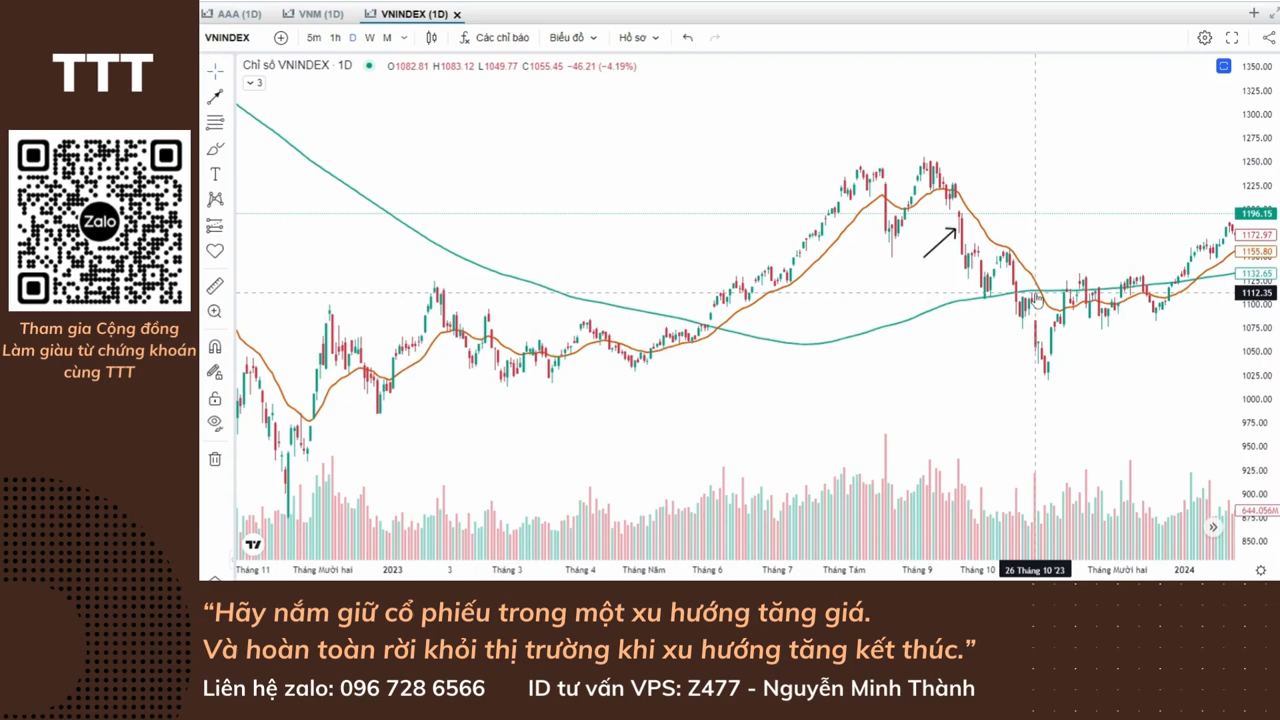 AAA (1D) VNM (1D) VNINDEX (1D)
VNINDEX 5m 1h D W M Các chỉ báo Biểu đồ Hồ sơ
Chỉ số VNINDEX · 1D O1082.81 H1083.12 L1049.77 C1055.45 −46.21 (−4.19%)
3
TTT
Zalo
Tham gia Cộng đồng
Làm giàu từ chứng khoán
cùng TTT
1350.00
1325.00
1300.00
1275.00
1250.00
1225.00
1196.15
1172.97
1155.80
1132.65
1112.35
1100.00
1075.00
1050.00
1025.00
1000.00
975.00
950.00
925.00
900.00
644.056M
875.00
850.00
Tháng 11 Tháng Mười hai 2023 3 Tháng 3 Tháng 4 Tháng Năm Tháng 6 Tháng 7 Tháng Tám Tháng 9 Tháng 10 26 Tháng 10 '23 Tháng Mười hai 2024
“Hãy nắm giữ cổ phiếu trong một xu hướng tăng giá.
Và hoàn toàn rời khỏi thị trường khi xu hướng tăng kết thúc.”
Liên hệ zalo: 096 728 6566 ID tư vấn VPS: Z477 - Nguyễn Minh Thành